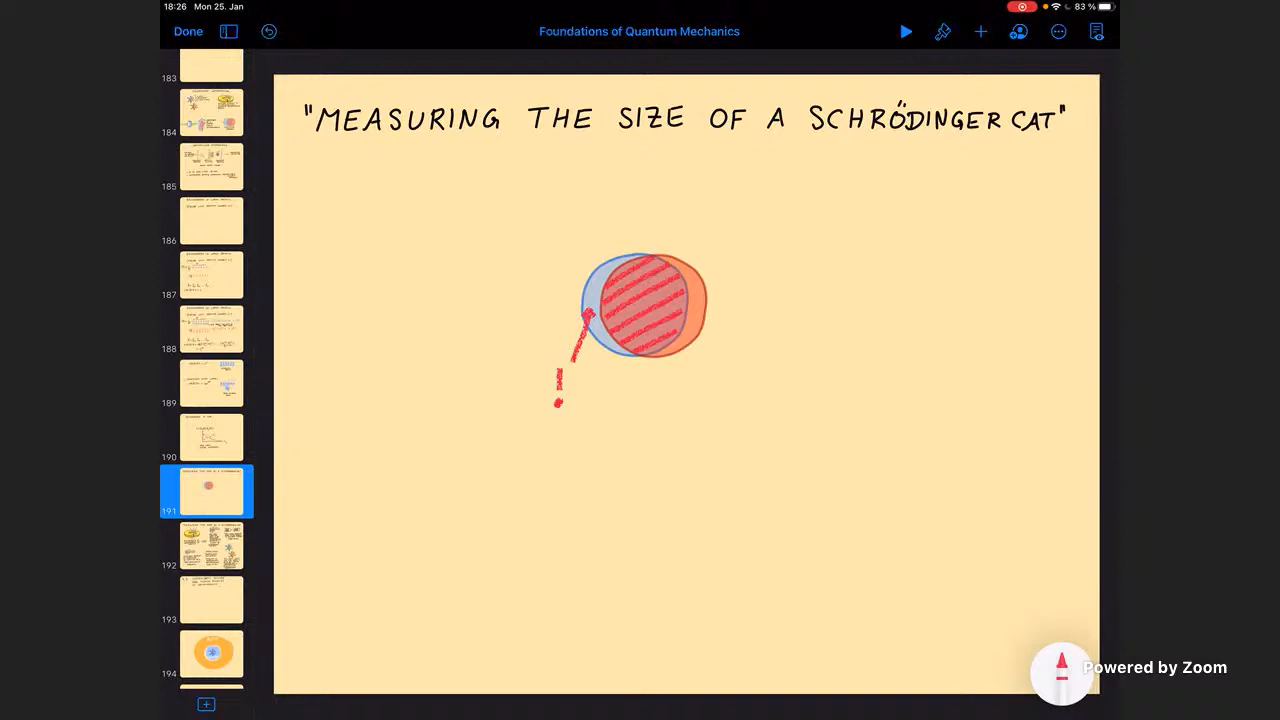 18:26 Mon 25. Jan
83 %
Done
Foundations of Quantum Mechanics
"MEASURING THE SIZE OF A SCHRÖDINGER CAT"
183
184
185
186
187
188
189
190
191
192
193
194
Powered by Zoom